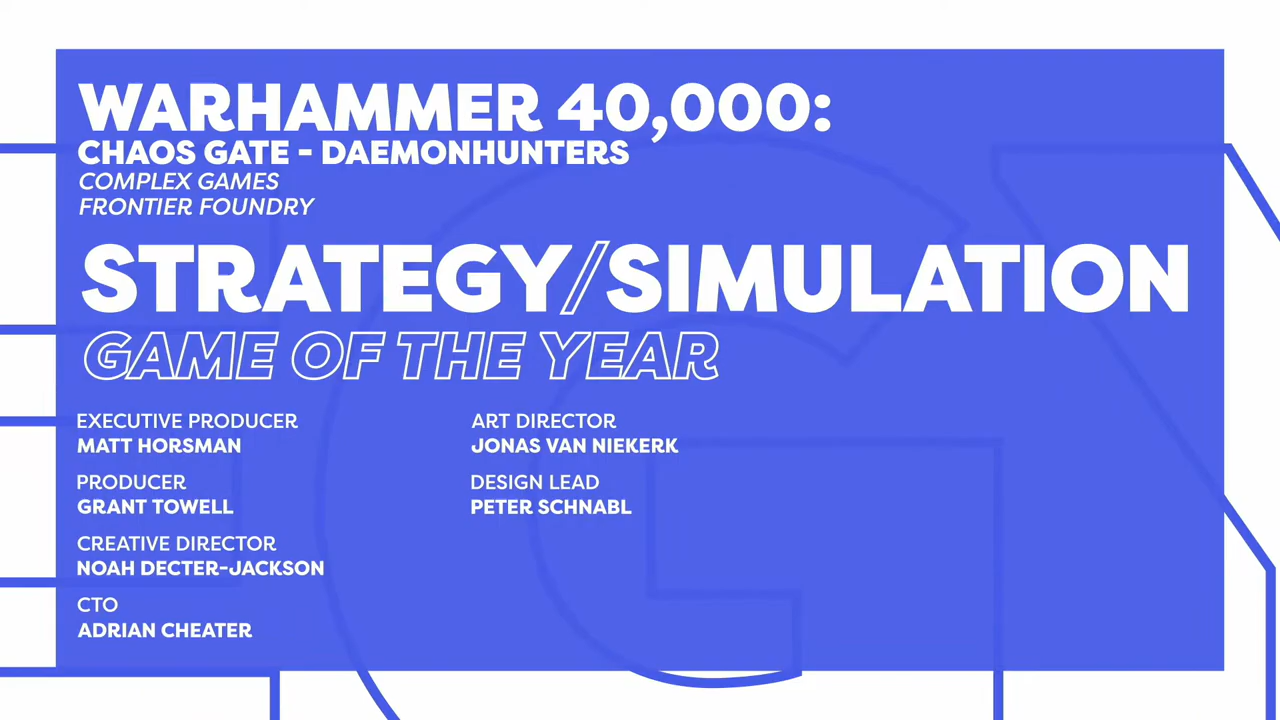 WARHAMMER 40,000:
CHAOS GATE - DAEMONHUNTERS
COMPLEX GAMES
FRONTIER FOUNDRY
STRATEGY/SIMULATION
GAME OF THE YEAR
EXECUTIVE PRODUCER
MATT HORSMAN
PRODUCER
GRANT TOWELL
CREATIVE DIRECTOR
NOAH DECTER-JACKSON
CTO
ADRIAN CHEATER
ART DIRECTOR
JONAS VAN NIEKERK
DESIGN LEAD
PETER SCHNABL